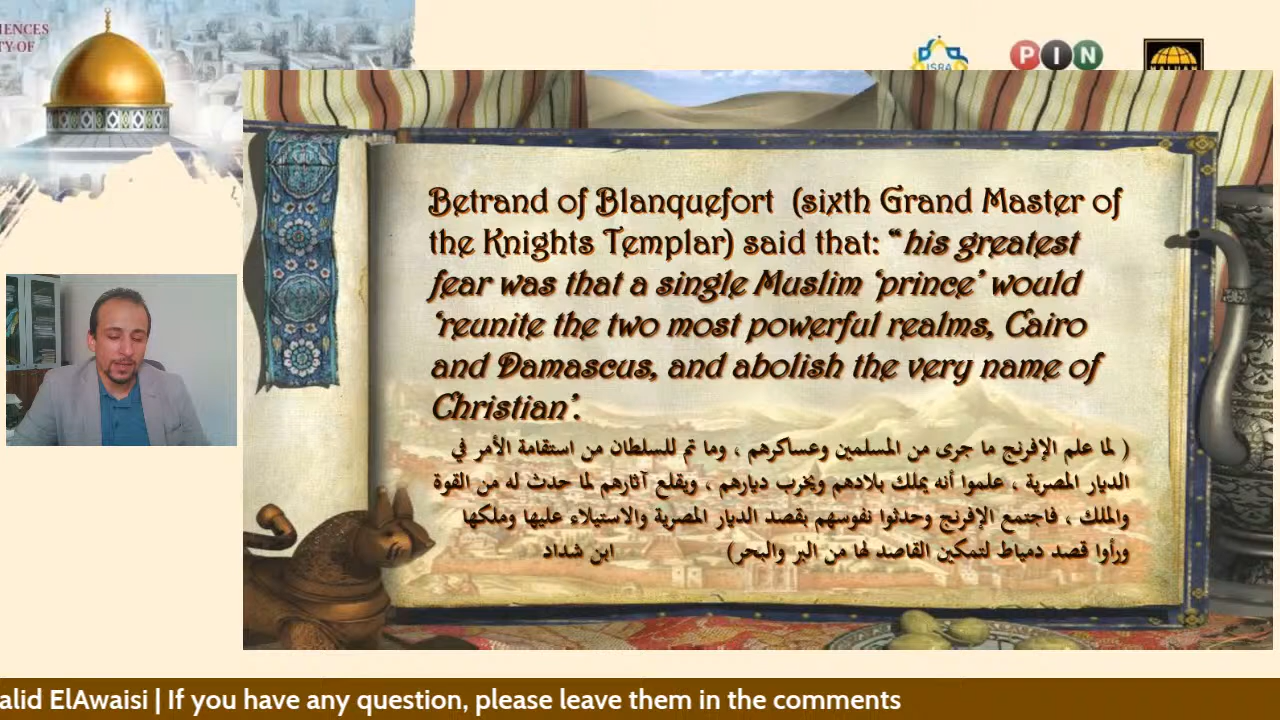 IENCES
TY OF
ISRA
PIN
Betrand of Blanquefort (sixth Grand Master of
the Knights Templar) said that: “his greatest
fear was that a single Muslim ‘prince’ would
‘reunite the two most powerful realms, Cairo
and Damascus, and abolish the very name of
Christian’.
( لما علم الإفرنج ما جرى من المسلمين وعساكرهم ، وما تم للسلطان من استقامة الأمر في
الديار المصرية ، علموا أنه يملك بلادهم ويخرب ديارهم ، ويقلع آثارهم لما حدث له من القوة
والملك ، فاجتمع الإفرنج وحدثوا نفوسهم بقصد الديار المصرية والاستيلاء عليها وملكها
ورأوا قصد دمياط لتمكين القاصد لها من البر والبحر) ابن شداد
alid ElAwaisi | If you have any question, please leave them in the comments